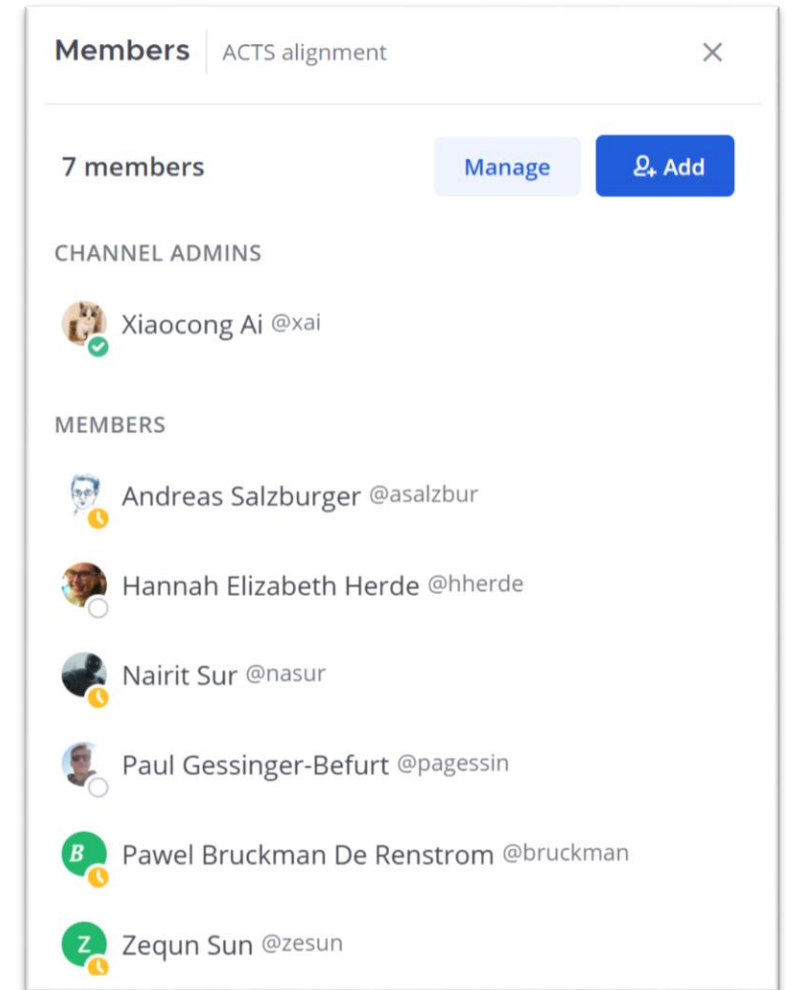 Members ACTS alignment
7 members Manage Add
CHANNEL ADMINS
Xiaocong Ai @xai
MEMBERS
Andreas Salzburger @asalzbur
Hannah Elizabeth Herde @hherde
Nairit Sur @nasur
Paul Gessinger-Befurt @pagessin
B Pawel Bruckman De Renstrom @bruckman
Z Zequn Sun @zesun